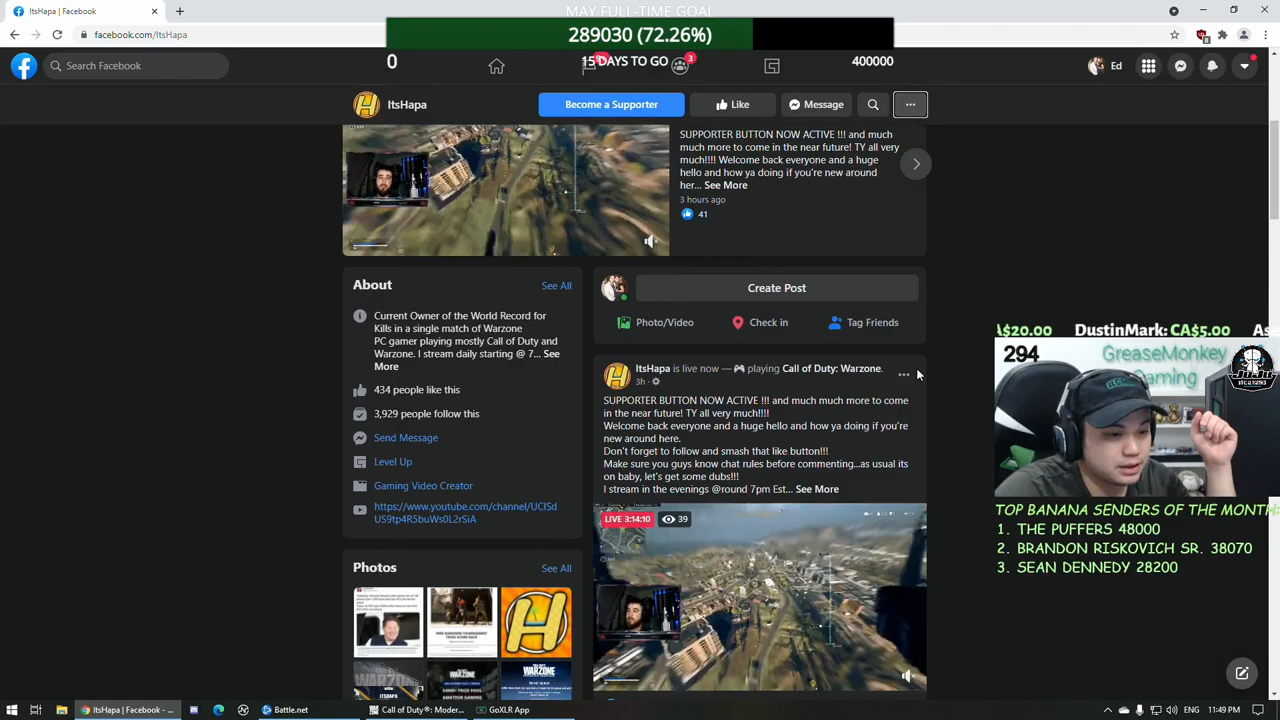 ItsHapa | Facebook
MAY FULL-TIME GOAL
289030 (72.26%)
facebook.com/ItsHapa
Search Facebook
0
15 DAYS TO GO
3
400000
Ed
ItsHapa
Become a Supporter
Like
Message
SUPPORTER BUTTON NOW ACTIVE !!! and much
much more to come in the near future! TY all very
much!!!! Welcome back everyone and a huge
hello and how ya doing if you're new around
her... See More
3 hours ago
41
About
See All
Current Owner of the World Record for
Kills in a single match of Warzone
PC gamer playing mostly Call of Duty and
Warzone. I stream daily starting @ 7... See
More
434 people like this
3,929 people follow this
Send Message
Level Up
Gaming Video Creator
https://www.youtube.com/channel/UCISd
US9tp4R5buWs0L2rSiA
Photos
See All
Create Post
Photo/Video
Check in
Tag Friends
ItsHapa is live now — 🎮 playing Call of Duty: Warzone.
3h ·
SUPPORTER BUTTON NOW ACTIVE !!! and much much more to come
in the near future! TY all very much!!!!
Welcome back everyone and a huge hello and how ya doing if you're
new around here.
Don't forget to follow and smash that like button!!!
Make sure you guys know chat rules before commenting...as usual its
on baby, let's get some dubs!!!
I stream in the evenings @round 7pm Est... See More
LIVE 3:14:10
39
WARZONE
A$20.00 DustinMark: CA$5.00
294
GreaseMonkey
Gaming
TOP BANANA SENDERS OF THE MONTH:
1. THE PUFFERS 48000
2. BRANDON RISKOVICH SR. 38070
3. SEAN DENNEDY 28200
ItsHapa | Facebook - ...
Battle.net
Call of Duty®: Moder...
GoXLR App
ENG
11:49 PM